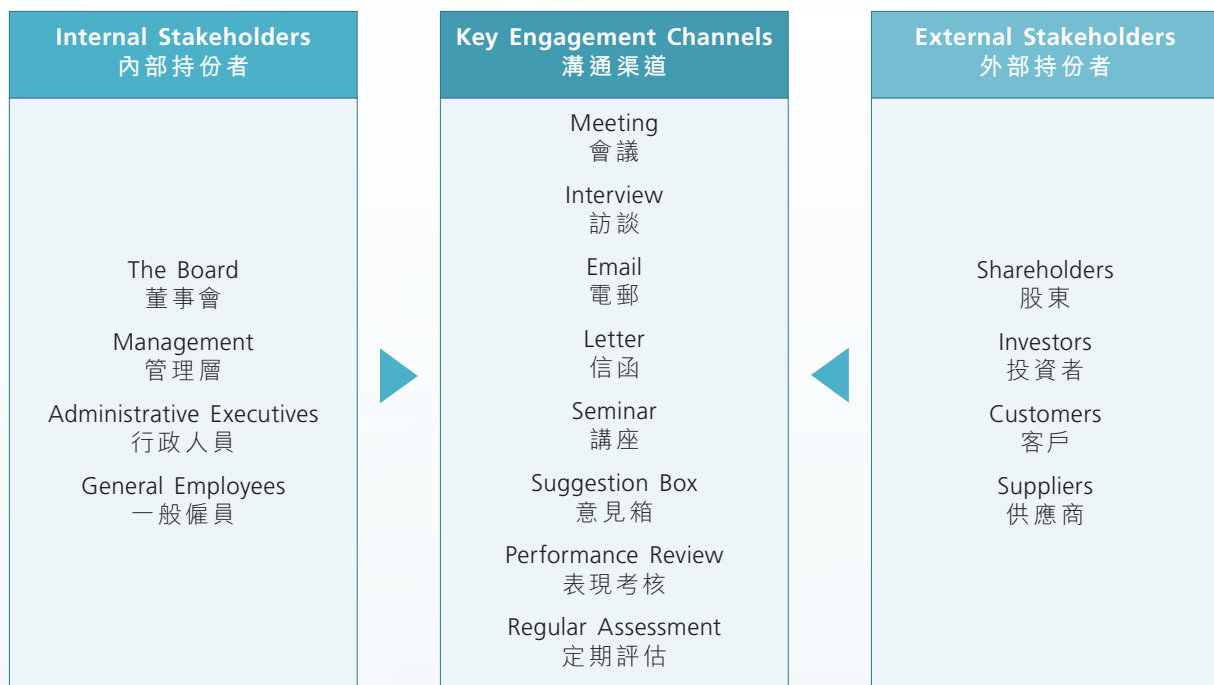 Internal Stakeholders
內部持份者
The Board
董事會
Management
管理層
Administrative Executives
行政人員
General Employees
一般僱員
Key Engagement Channels
溝通渠道
Meeting
會議
Interview
訪談
Email
電郵
Letter
信函
Seminar
講座
Suggestion Box
意見箱
Performance Review
表現考核
Regular Assessment
定期評估
External Stakeholders
外部持份者
Shareholders
股東
Investors
投資者
Customers
客戶
Suppliers
供應商